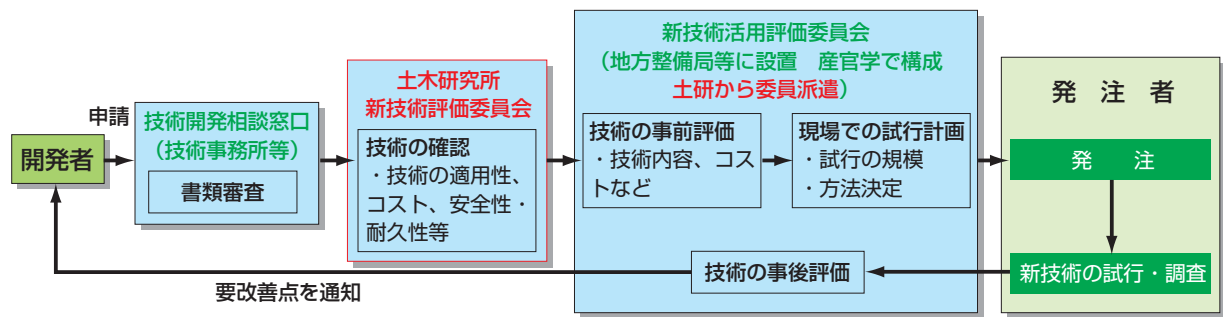 開発者
申請
技術開発相談窓口
（技術事務所等）
書類審査
土木研究所
新技術評価委員会
技術の確認
・技術の適用性、
コスト、安全性・
耐久性等
新技術活用評価委員会
（地方整備局等に設置　産官学で構成
土研から委員派遣）
技術の事前評価
・技術内容、コス
トなど
現場での試行計画
・試行の規模
・方法決定
発　注　者
発　　注
新技術の試行・調査
技術の事後評価
要改善点を通知